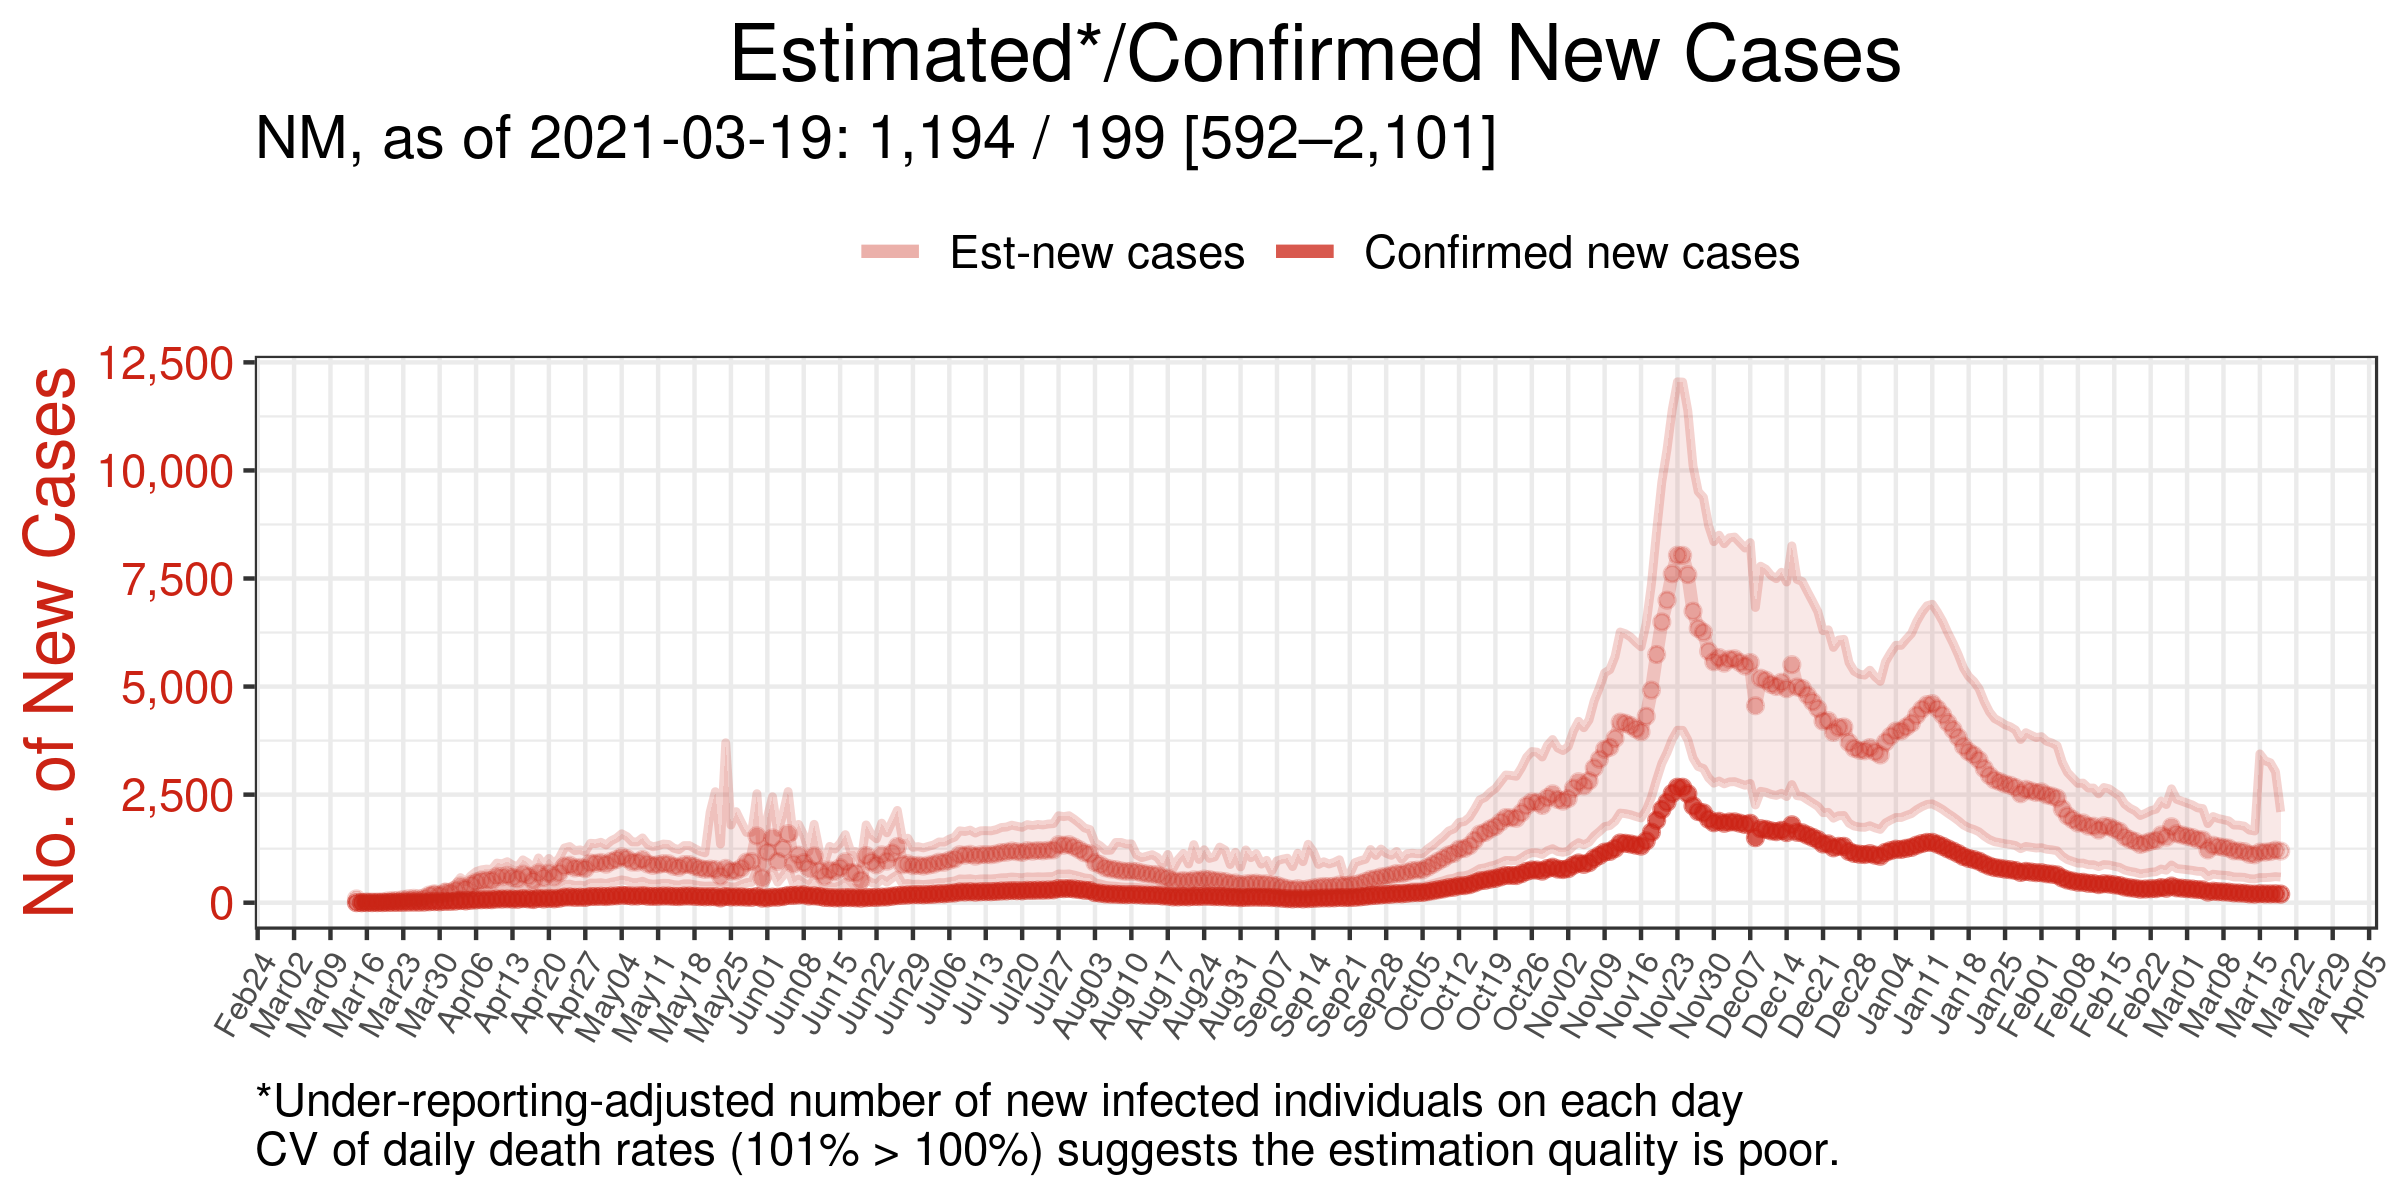 Estimated*/Confirmed New Cases
NM, as of 2021-03-19: 1,194 / 199 [592–2,101]
Est-new cases
Confirmed new cases
No. of New Cases
12,500
10,000
7,500
5,000
2,500
0
Feb24
Mar02
Mar09
Mar16
Mar23
Mar30
Apr06
Apr13
Apr20
Apr27
May04
May11
May18
May25
Jun01
Jun08
Jun15
Jun22
Jun29
Jul06
Jul13
Jul20
Jul27
Aug03
Aug10
Aug17
Aug24
Aug31
Sep07
Sep14
Sep21
Sep28
Oct05
Oct12
Oct19
Oct26
Nov02
Nov09
Nov16
Nov23
Nov30
Dec07
Dec14
Dec21
Dec28
Jan04
Jan11
Jan18
Jan25
Feb01
Feb08
Feb15
Feb22
Mar01
Mar08
Mar15
Mar22
Mar29
Apr05
*Under-reporting-adjusted number of new infected individuals on each day
CV of daily death rates (101% > 100%) suggests the estimation quality is poor.